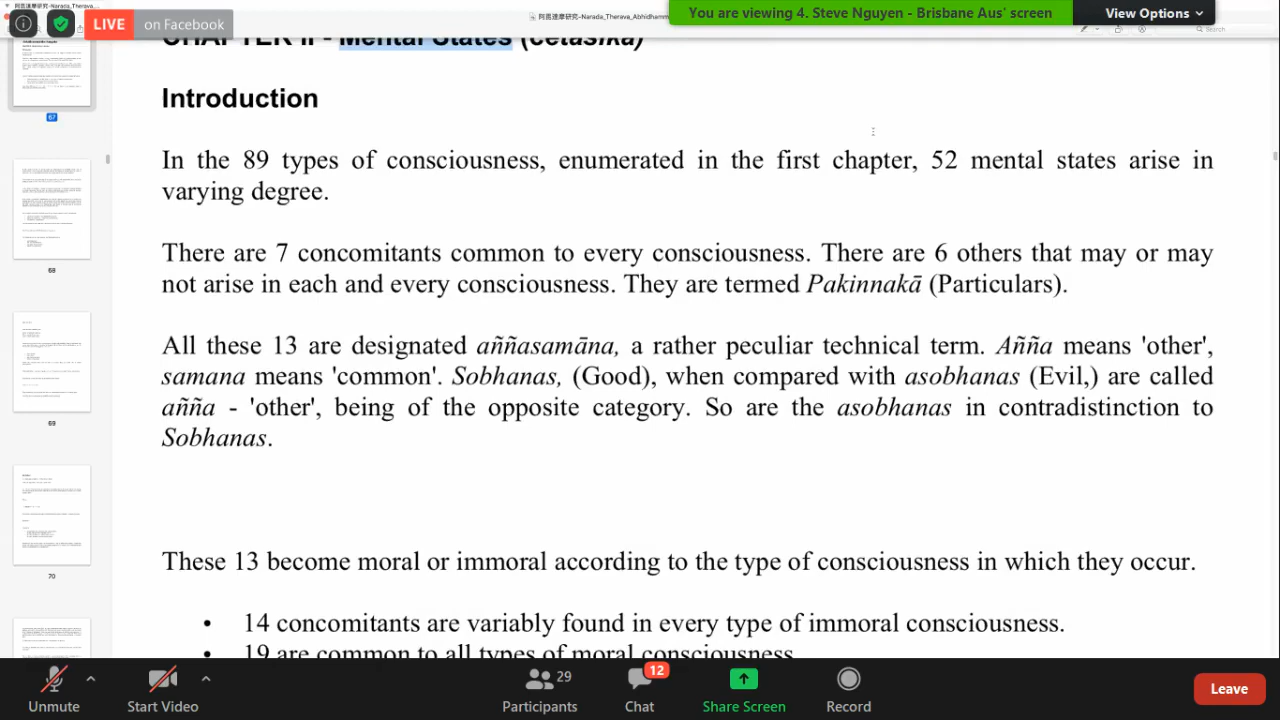 LIVE on Facebook
阿毘達摩研究-Narada_Therava_Abhidhamm
You are viewing 4. Steve Nguyen - Brisbane Aus' screen
View Options
Search
Mental States (cetasika)
Introduction
In the 89 types of consciousness, enumerated in the first chapter, 52 mental states arise in
varying degree.
There are 7 concomitants common to every consciousness. There are 6 others that may or may
not arise in each and every consciousness. They are termed Pakinnakā (Particulars).
All these 13 are designated aññasamāna, a rather peculiar technical term. Añña means 'other',
samana means 'common'. Sobhanas, (Good), when compared with asobhanas (Evil,) are called
añña - 'other', being of the opposite category. So are the asobhanas in contradistinction to
Sobhanas.
These 13 become moral or immoral according to the type of consciousness in which they occur.
• 14 concomitants are variably found in every type of immoral consciousness.
• 19 are common to all types of moral consciousness
67
68
69
70
Unmute
Start Video
29
Participants
12
Chat
Share Screen
Record
Leave